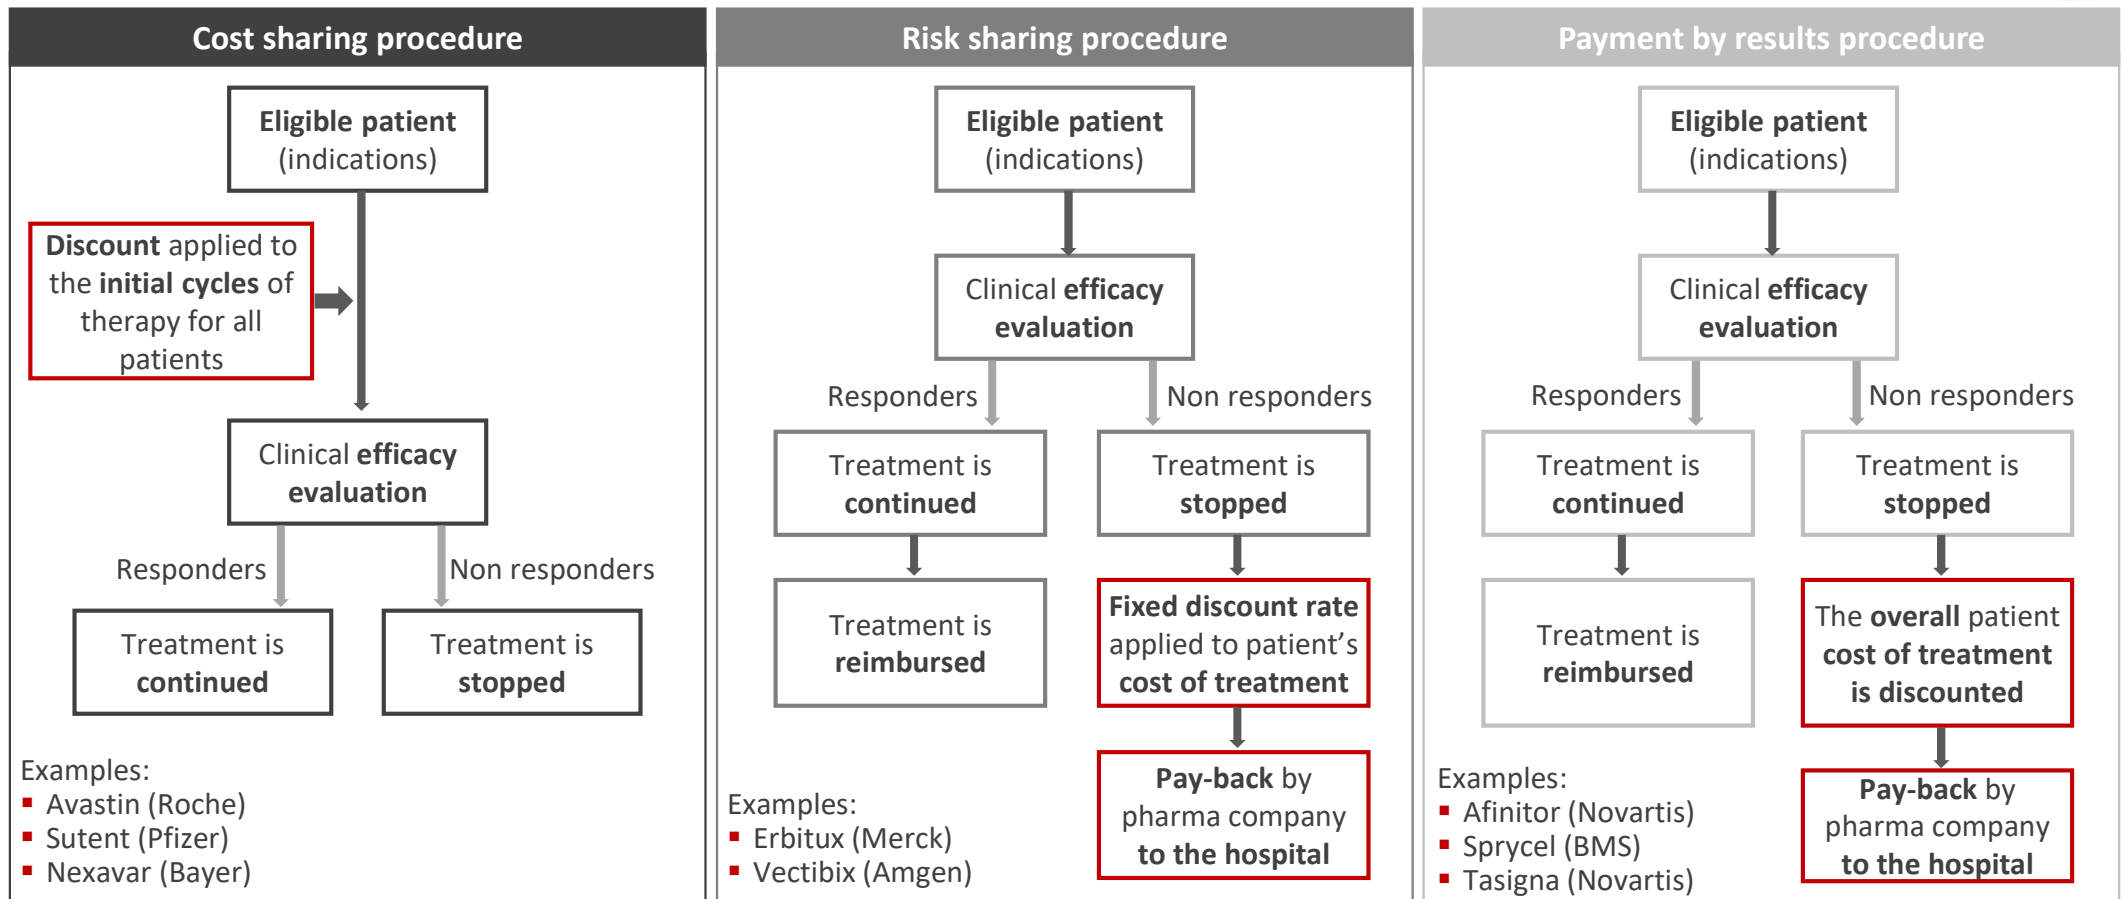 Cost sharing procedure
Eligible patient
(indications)
Discount applied to
the initial cycles of
therapy for all
patients
Clinical efficacy
evaluation
Responders
Non responders
Treatment is
continued
Treatment is
stopped
Examples:
▪ Avastin (Roche)
▪ Sutent (Pfizer)
▪ Nexavar (Bayer)
Risk sharing procedure
Eligible patient
(indications)
Clinical efficacy
evaluation
Responders
Non responders
Treatment is
continued
Treatment is
stopped
Treatment is
reimbursed
Fixed discount rate
applied to patient’s
cost of treatment
Pay-back by
pharma company
to the hospital
Examples:
▪ Erbitux (Merck)
▪ Vectibix (Amgen)
Payment by results procedure
Eligible patient
(indications)
Clinical efficacy
evaluation
Responders
Non responders
Treatment is
continued
Treatment is
stopped
Treatment is
reimbursed
The overall patient
cost of treatment
is discounted
Pay-back by
pharma company
to the hospital
Examples:
▪ Afinitor (Novartis)
▪ Sprycel (BMS)
▪ Tasigna (Novartis)